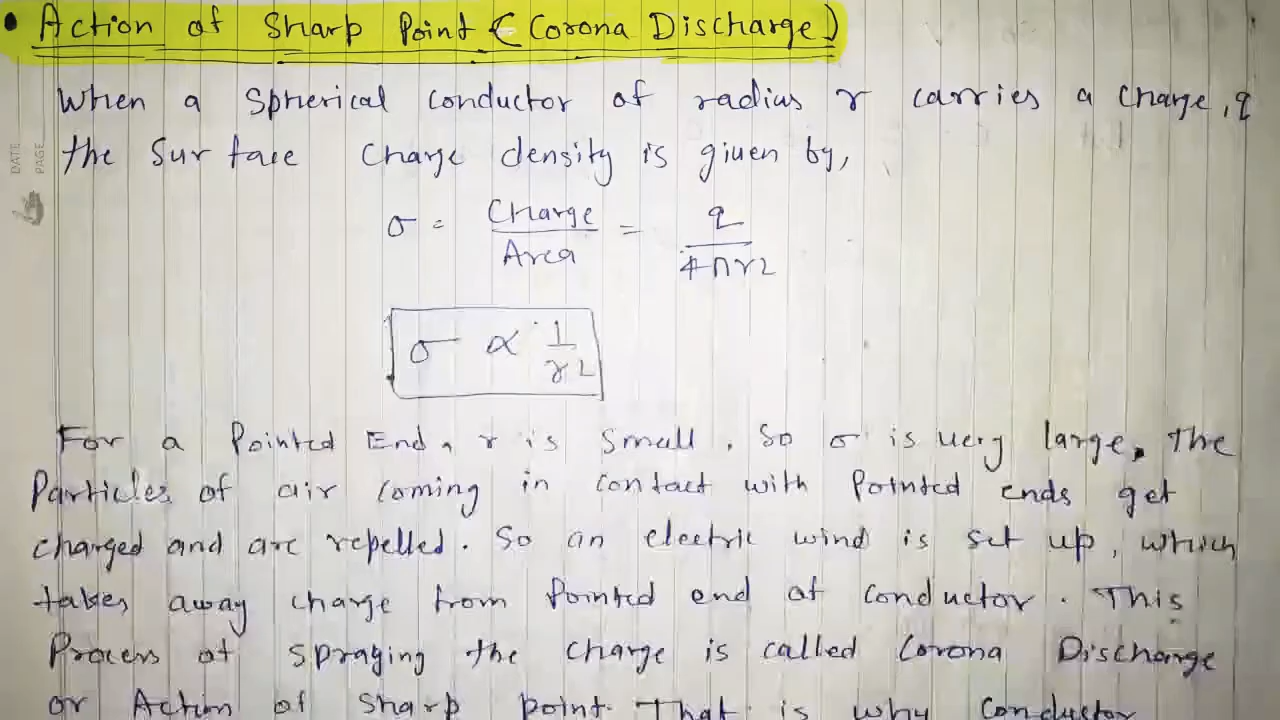 • Action of Sharp Point (Corona Discharge)
When a Spherical conductor of radius r carries a charge, q
the Surface charge density is given by,
σ = Charge/Area = q/4πr2
σ ∝ 1/r2
For a Pointed End, r is small. So σ is very large. The
Particles of air coming in contact with Pointed ends get
charged and are repelled. So an electric wind is set up, which
takes away charge from Pointed end of conductor. This
Process of spraying the charge is called Corona Discharge
or Action of sharp point. That is why conductor
DATE
PAGE